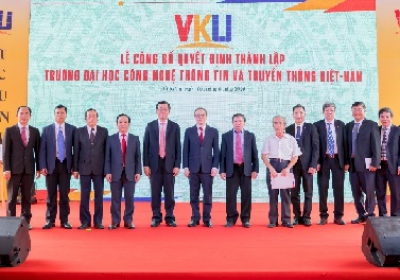 VKU
LỄ CÔNG BỐ QUYẾT ĐỊNH THÀNH LẬP
TRƯỜNG ĐẠI HỌC CÔNG NGHỆ THÔNG TIN VÀ TRUYỀN THÔNG VIỆT-HÀN
VKU